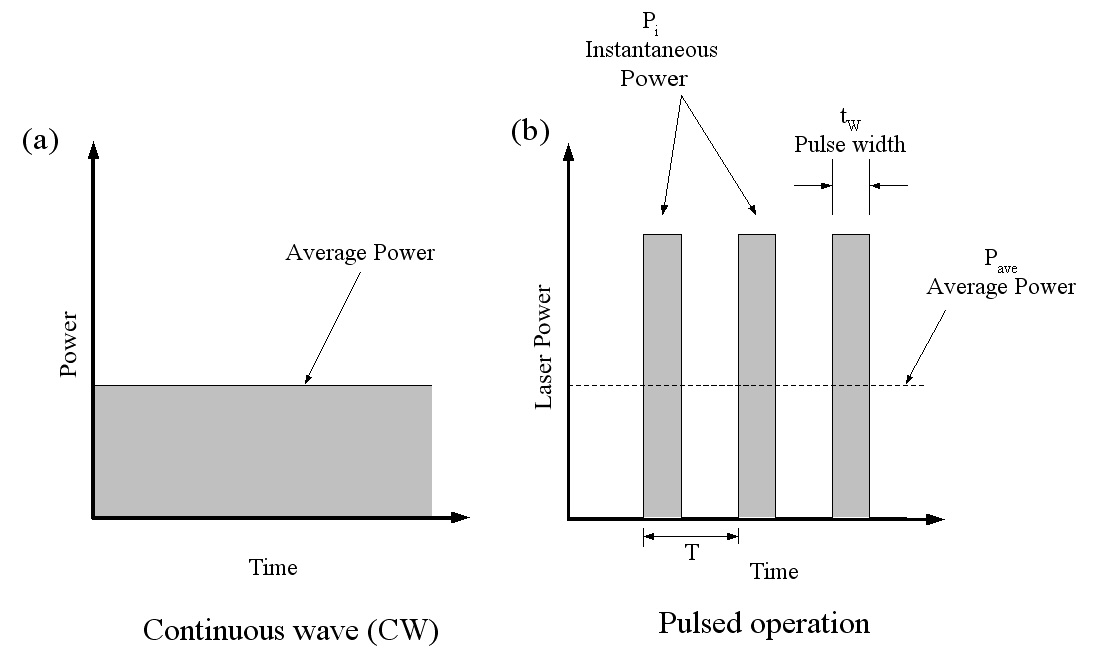 (a)
Power
Average Power
Time
Continuous wave (CW)
(b)
Pi
Instantaneous
Power
tW
Pulse width
Pave
Average Power
Laser Power
T
Time
Pulsed operation